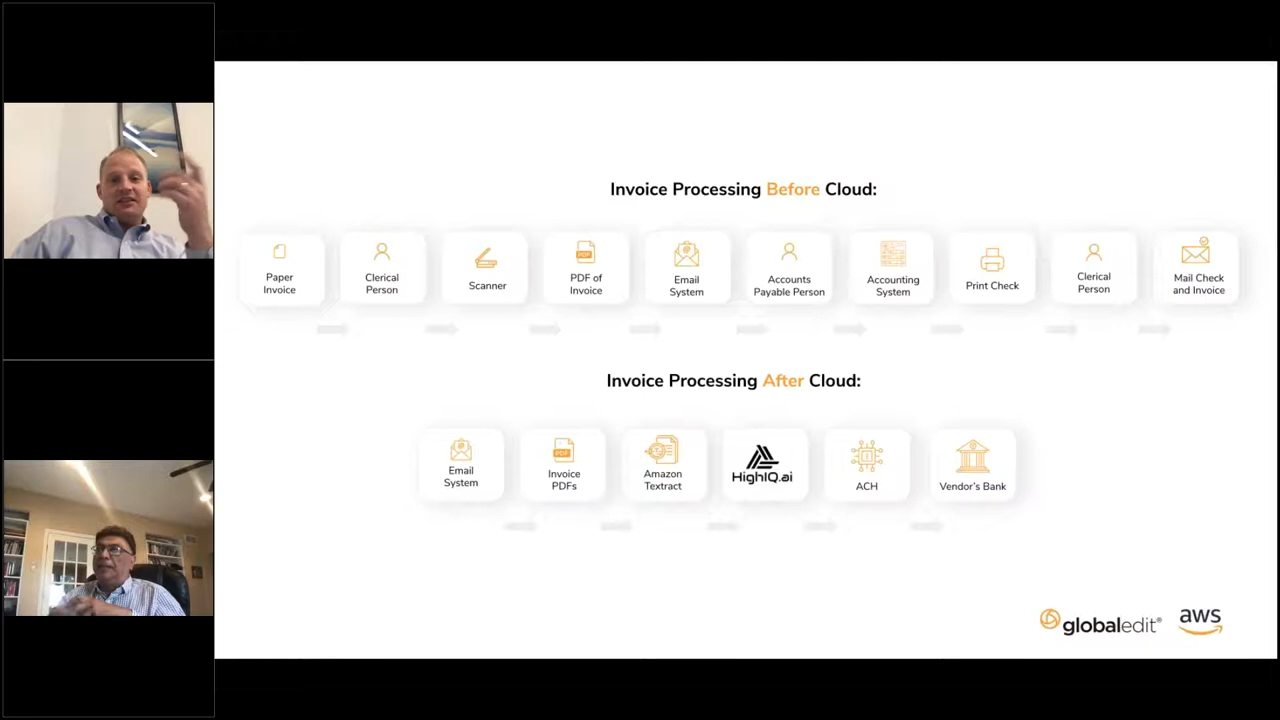 Invoice Processing Before Cloud:
Paper
Invoice
Clerical
Person
Scanner
PDF
PDF of
Invoice
Email
System
Accounts
Payable Person
Accounting
System
Print Check
Clerical
Person
Mail Check
and Invoice
Invoice Processing After Cloud:
Email
System
PDF
Invoice
PDFs
Amazon
Textract
HighIQ.ai
ACH
Vendor's Bank
globaledit®
aws